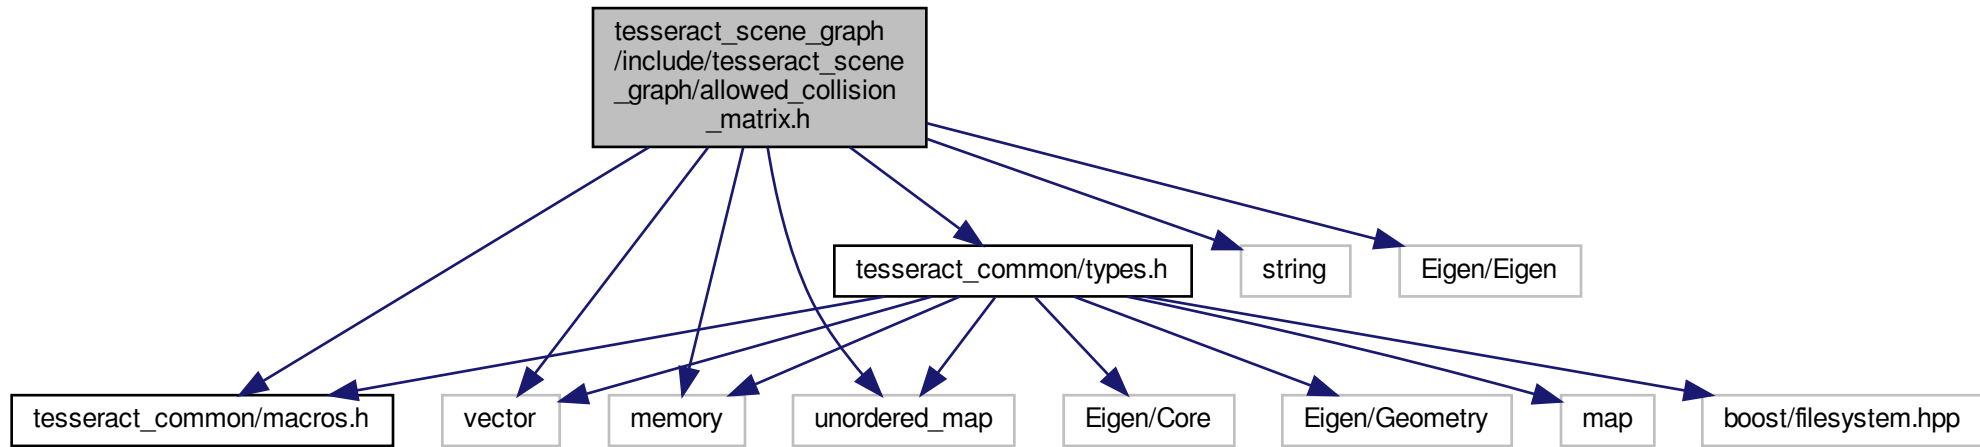 tesseract_scene_graph
/include/tesseract_scene
_graph/allowed_collision
_matrix.h
tesseract_common/types.h
string
Eigen/Eigen
tesseract_common/macros.h
vector
memory
unordered_map
Eigen/Core
Eigen/Geometry
map
boost/filesystem.hpp